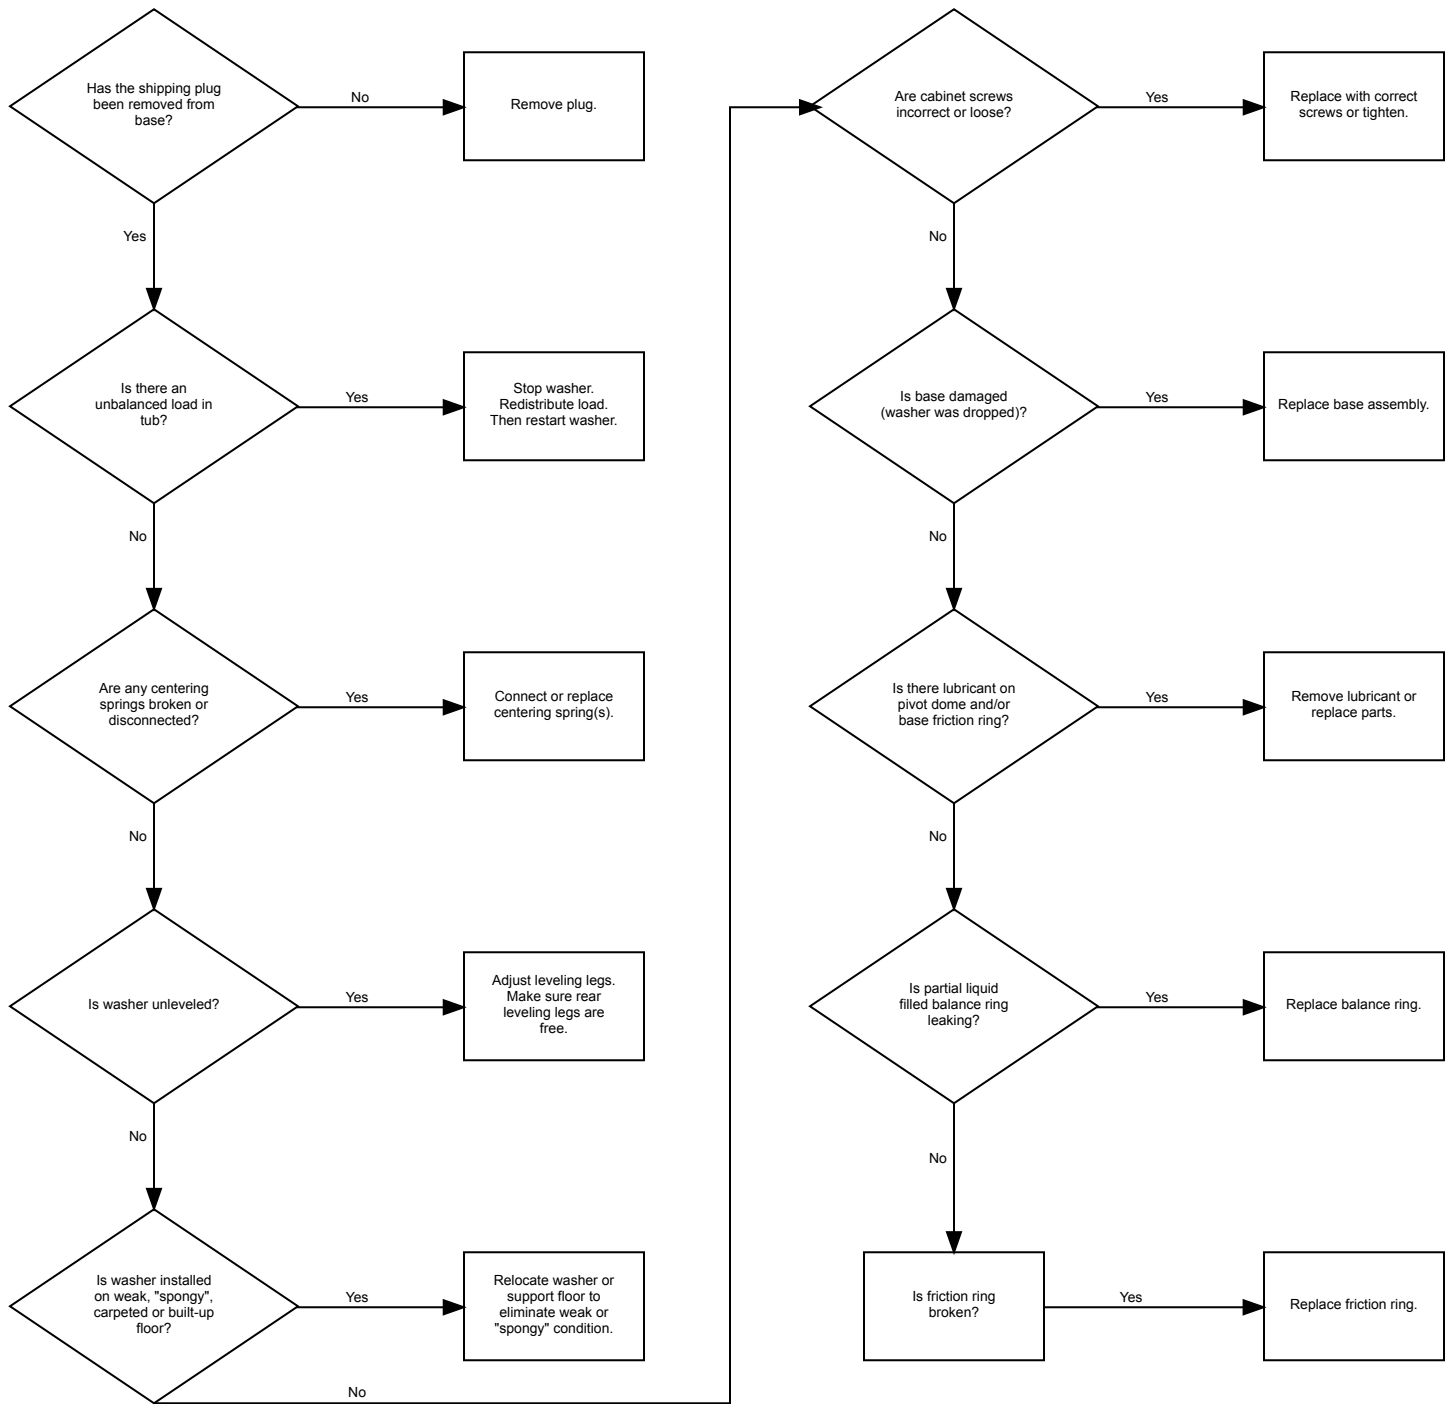 Has the shipping plug
been removed from
base?
No
Remove plug.
Yes
Is there an
unbalanced load in
tub?
Yes
Stop washer.
Redistribute load.
Then restart washer.
No
Are any centering
springs broken or
disconnected?
Yes
Connect or replace
centering spring(s).
No
Is washer unleveled?
Yes
Adjust leveling legs.
Make sure rear
leveling legs are
free.
No
Is washer installed
on weak, "spongy",
carpeted or built-up
floor?
Yes
Relocate washer or
support floor to
eliminate weak or
"spongy" condition.
No
Are cabinet screws
incorrect or loose?
Yes
Replace with correct
screws or tighten.
No
Is base damaged
(washer was dropped)?
Yes
Replace base assembly.
No
Is there lubricant on
pivot dome and/or
base friction ring?
Yes
Remove lubricant or
replace parts.
No
Is partial liquid
filled balance ring
leaking?
Yes
Replace balance ring.
No
Is friction ring
broken?
Yes
Replace friction ring.